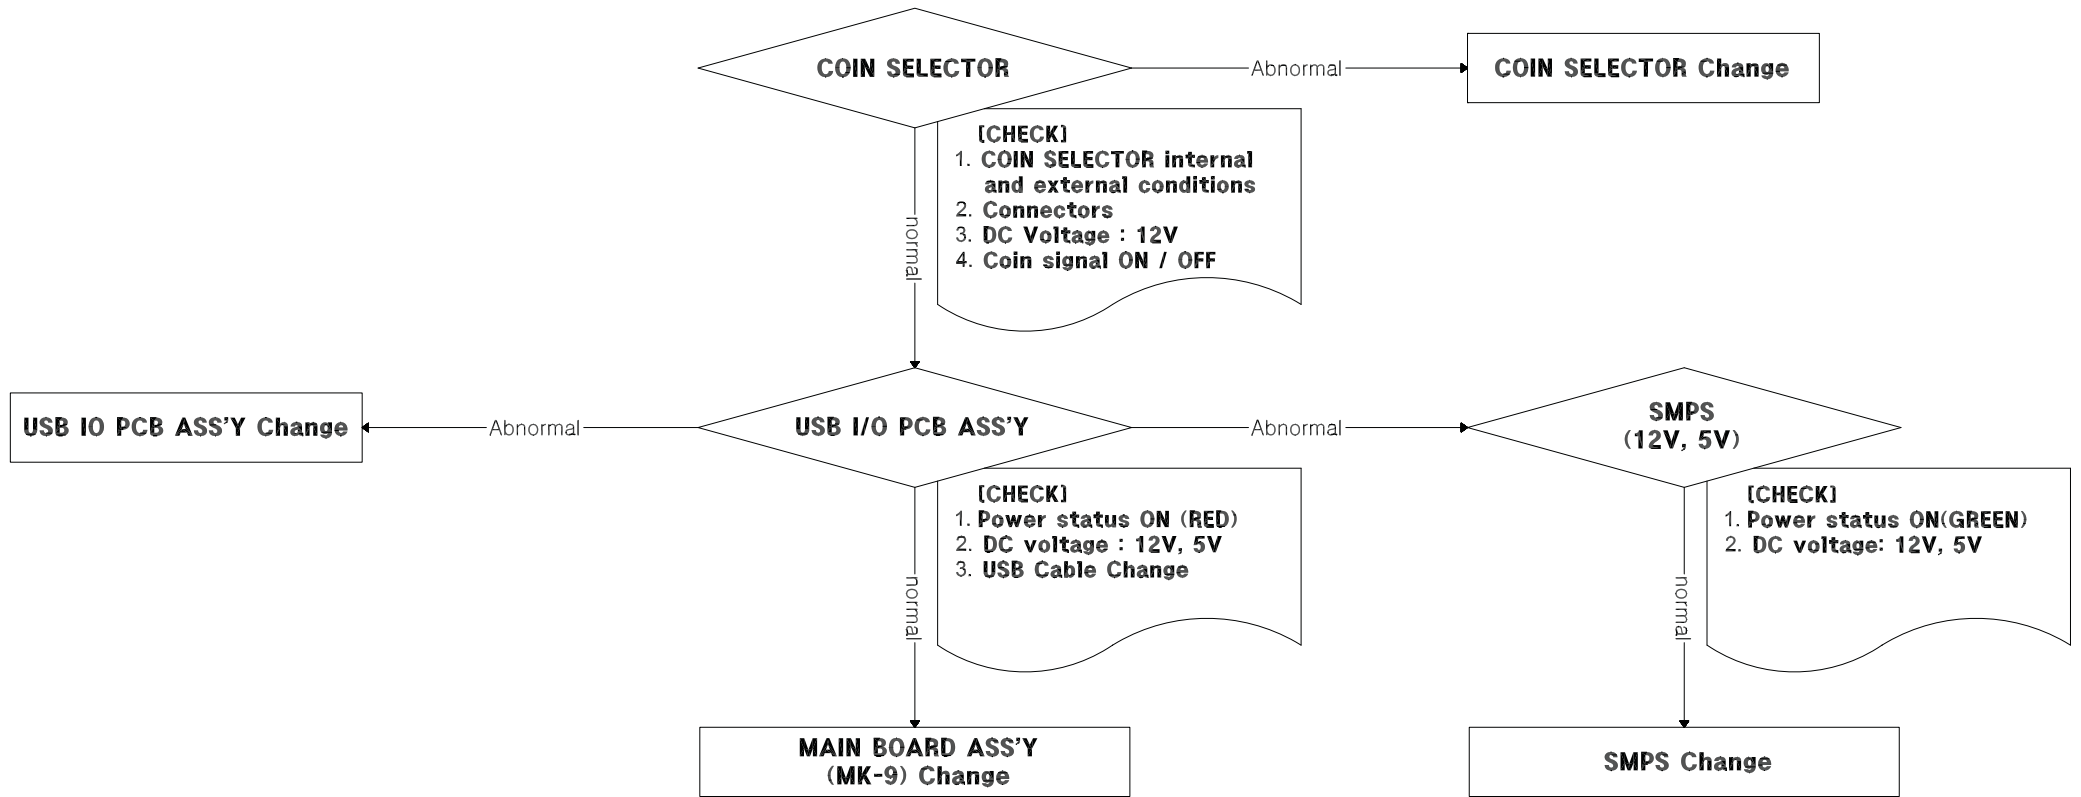 COIN SELECTOR
Abnormal
COIN SELECTOR Change
[CHECK]
1. COIN SELECTOR internal
and external conditions
2. Connectors
3. DC Voltage : 12V
4. Coin signal ON / OFF
normal
USB IO PCB ASS'Y Change
Abnormal
USB I/O PCB ASS'Y
Abnormal
SMPS
(12V, 5V)
[CHECK]
1. Power status ON (RED)
2. DC voltage : 12V, 5V
3. USB Cable Change
[CHECK]
1. Power status ON(GREEN)
2. DC voltage: 12V, 5V
normal
normal
MAIN BOARD ASS'Y
(MK-9) Change
SMPS Change